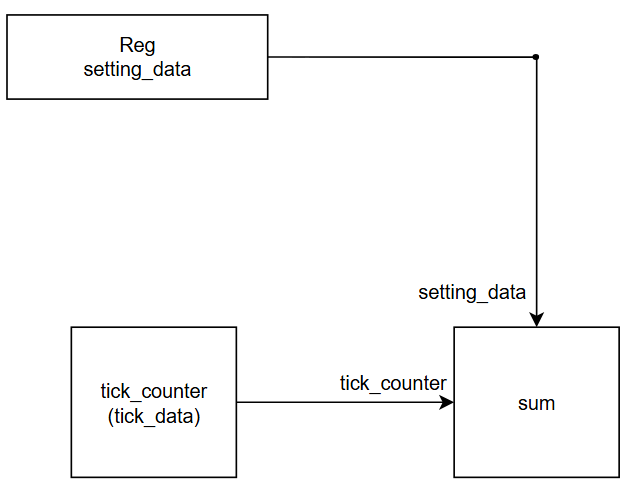 Reg
setting_data
setting_data
tick_counter
tick_counter
(tick_data)
sum